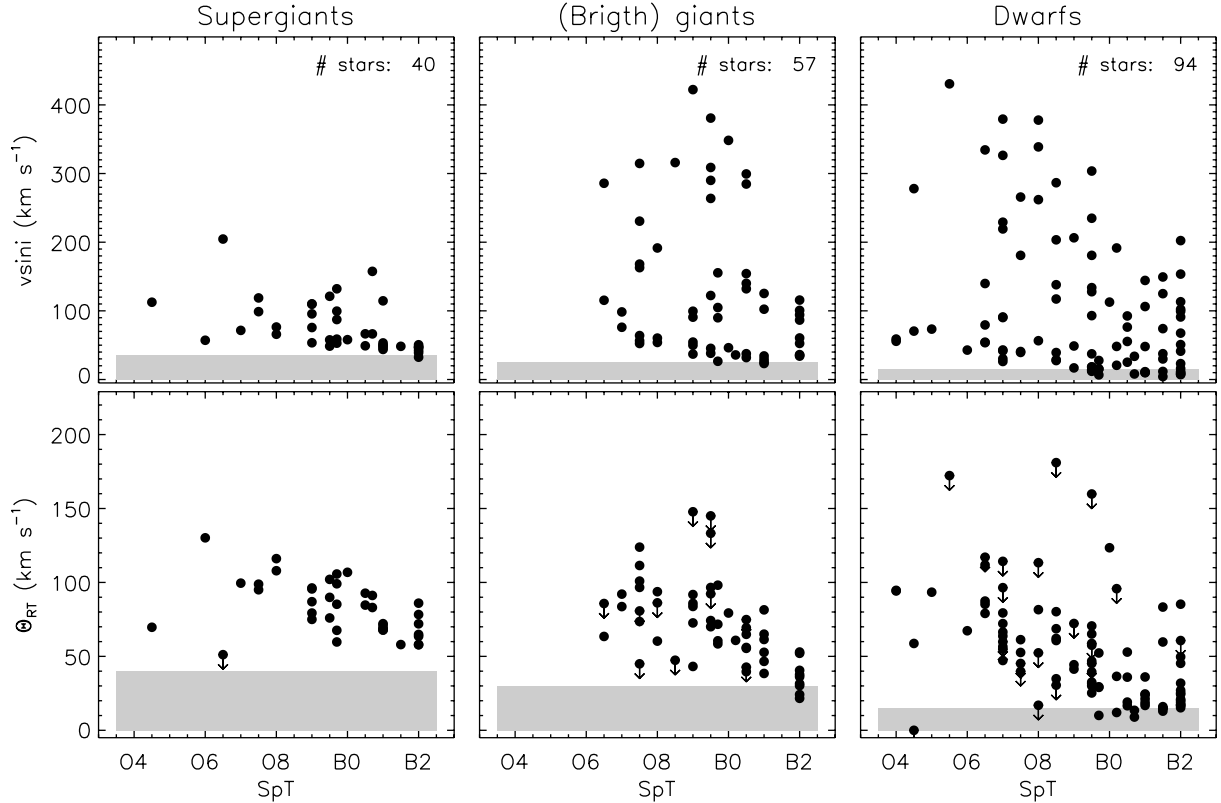 Supergiants
(Brigth) giants
Dwarfs
# stars: 40
# stars: 57
# stars: 94
400
300
200
100
0
vsini (km s⁻¹)
200
150
100
50
0
Θ_RT (km s⁻¹)
O4 O6 O8 B0 B2
O4 O6 O8 B0 B2
O4 O6 O8 B0 B2
SpT
SpT
SpT